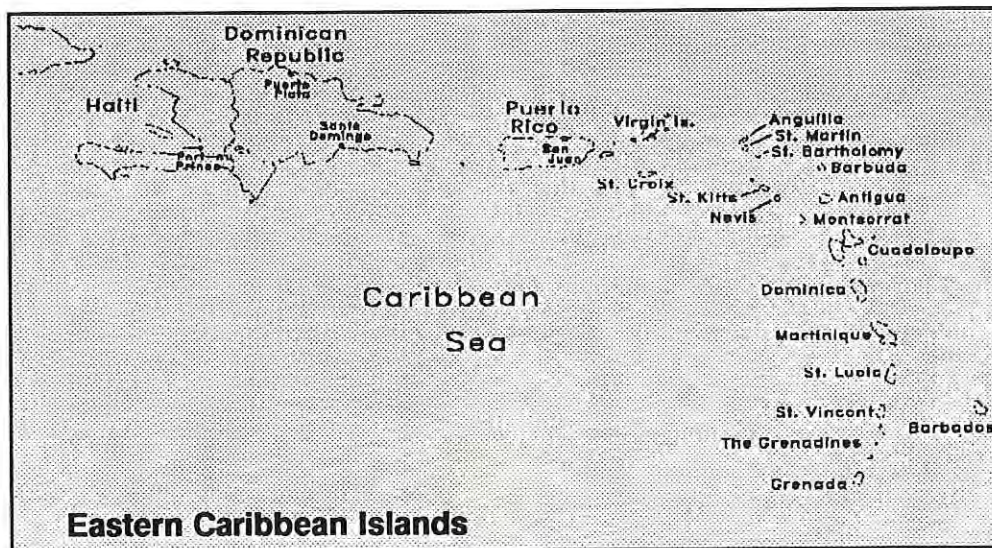 Dominican
Republic
Puerto
Plata
Haiti
Santo
Domingo
Port-au
Prince
Puerto
Rico
San
Juan
Virgin Is.
Anguilla
St. Martin
St. Bartholomy
Barbuda
St. Croix
St. Kitts
Antigua
Nevis
Montserrat
Guadeloupe
Caribbean
Sea
Dominica
Martinique
St. Lucia
St. Vincent
Barbados
The Grenadines
Grenada
Eastern Caribbean Islands